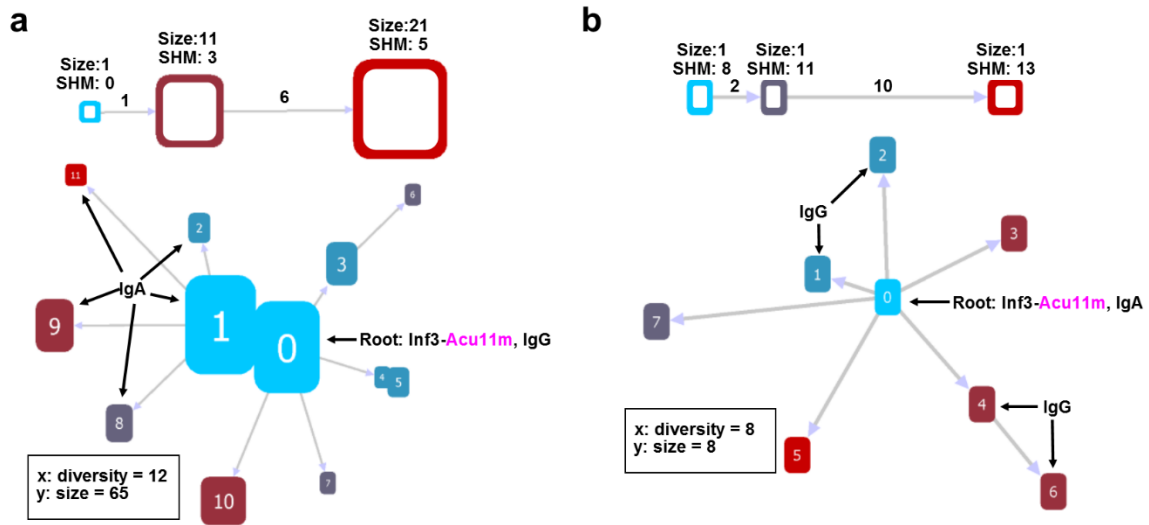 a
Size:1
SHM: 0
Size:11
SHM: 3
Size:21
SHM: 5
1
6
11
2
6
3
IgA
1
0
9
Root: Inf3-Acu11m, IgG
4
5
8
7
10
x: diversity = 12
y: size = 65
b
Size:1
SHM: 8
Size:1
SHM: 11
Size:1
SHM: 13
2
10
2
IgG
3
1
0
Root: Inf3-Acu11m, IgA
7
4
IgG
5
6
x: diversity = 8
y: size = 8